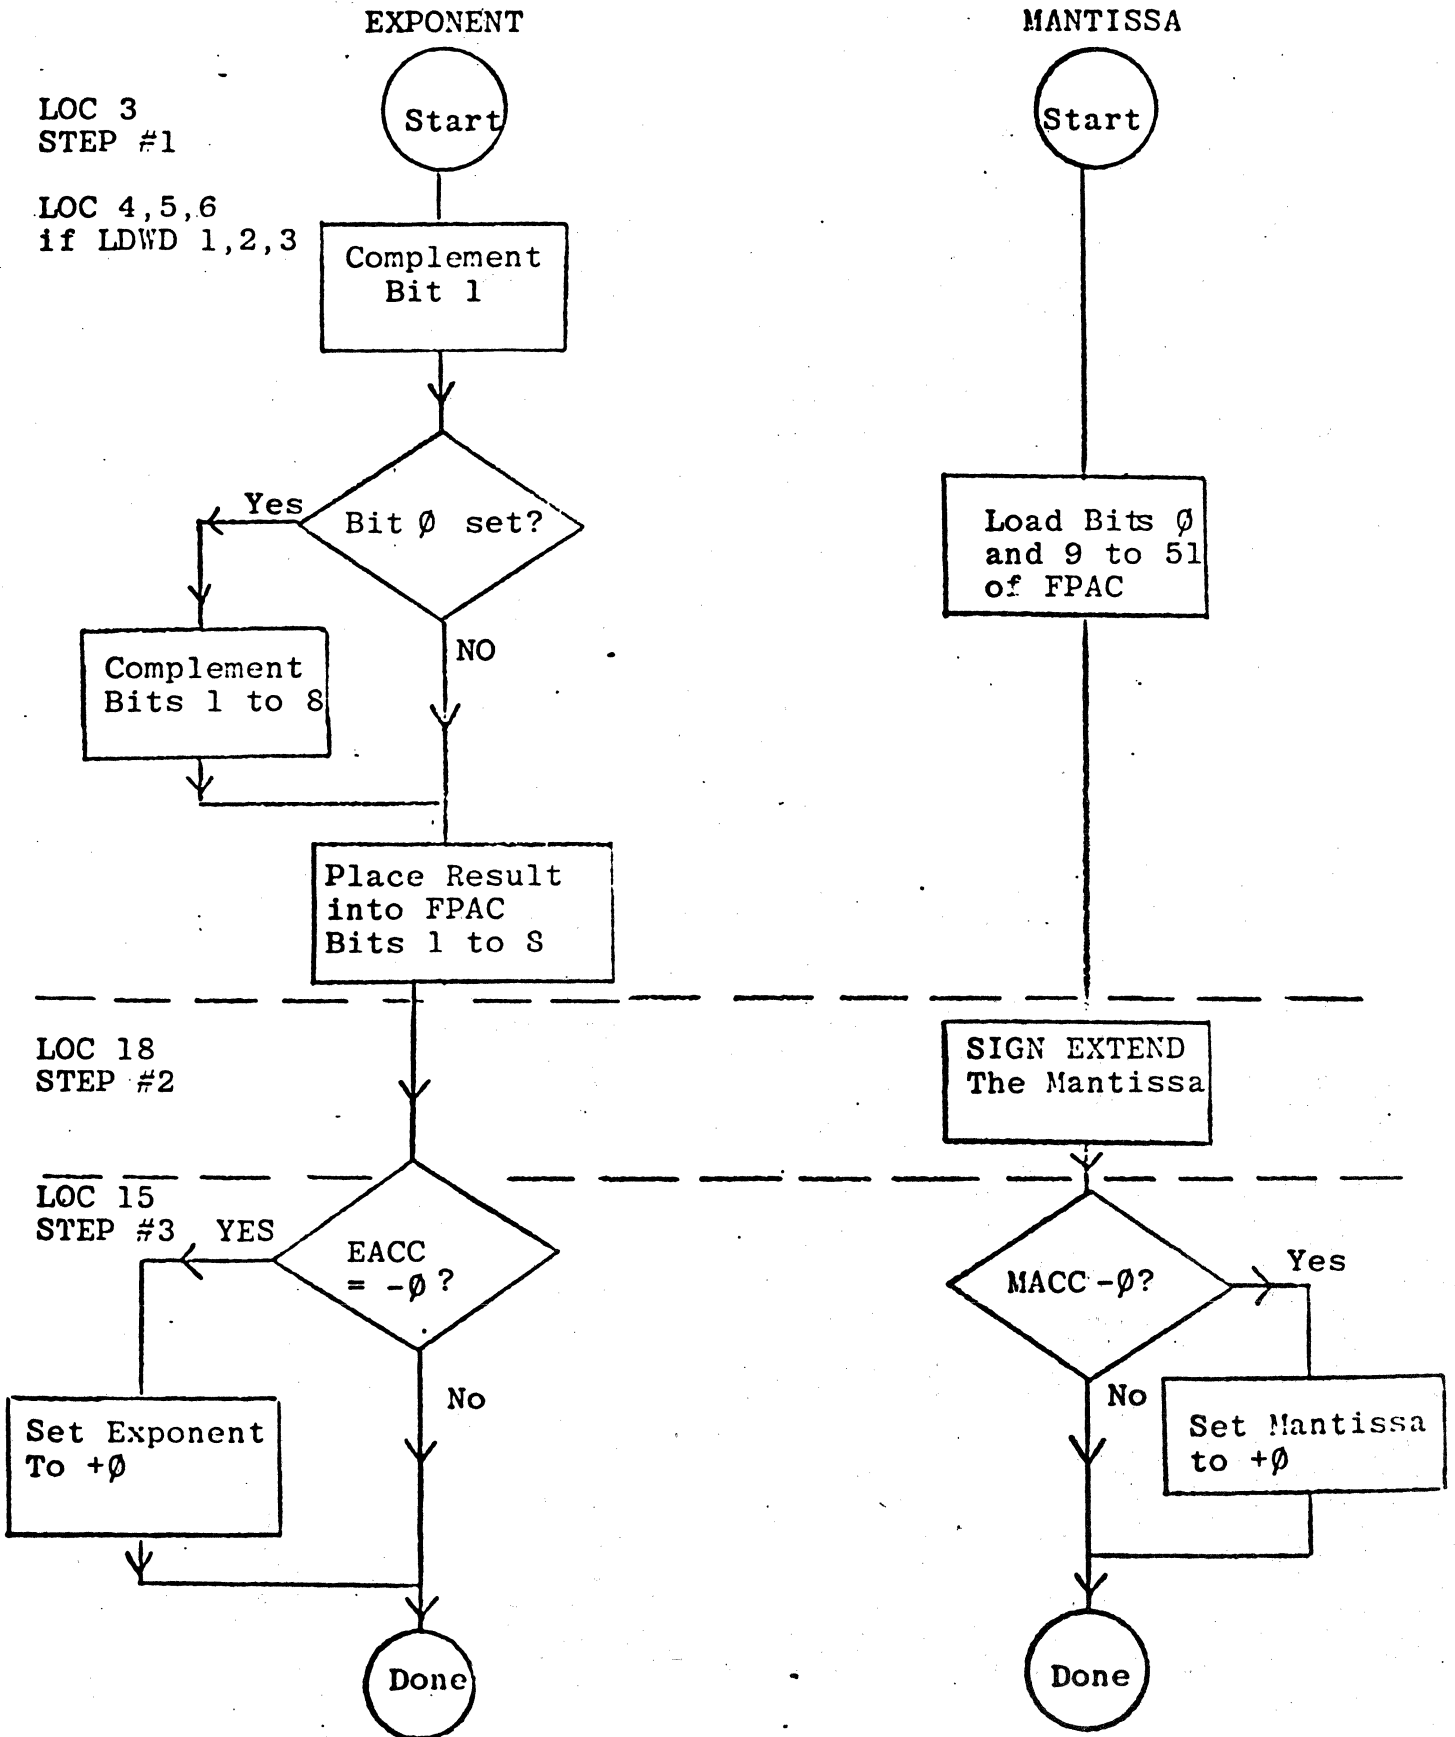 EXPONENT
MANTISSA
LOC 3
STEP #1
Start
Start
LOC 4,5,6
if LDWD 1,2,3
Complement
Bit 1
Yes
Bit Ø set?
NO
Load Bits Ø
and 9 to 51
of FPAC
Complement
Bits 1 to 8
Place Result
into FPAC
Bits 1 to 8
LOC 18
STEP #2
SIGN EXTEND
The Mantissa
LOC 15
STEP #3
YES
EACC
= -Ø ?
No
MACC -Ø?
Yes
No
Set Exponent
To +Ø
Set Mantissa
to +Ø
Done
Done